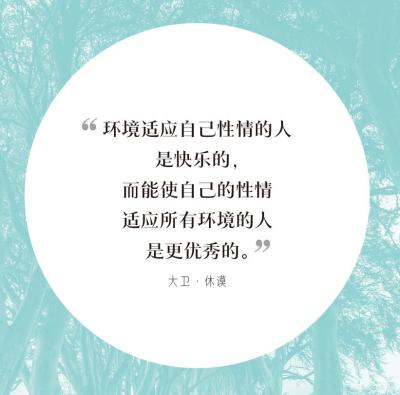 “环境适应自己性情的人
是快乐的,
而能使自己的性情
适应所有环境的人
是更优秀的。”
大卫·休谟